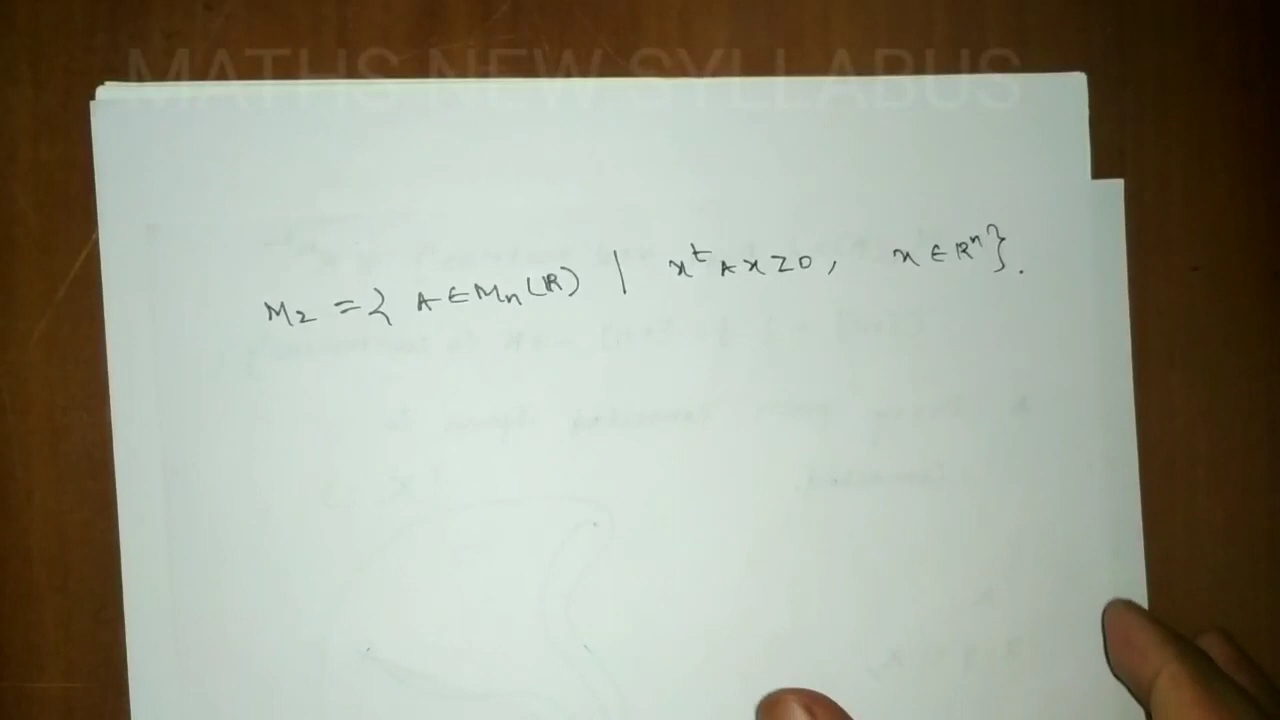 MATHS NEW SYLLABUS
M₂ = { A ∈ Mₙ(ℝ) | xᵗAx ≥ 0, x ∈ ℝⁿ}.